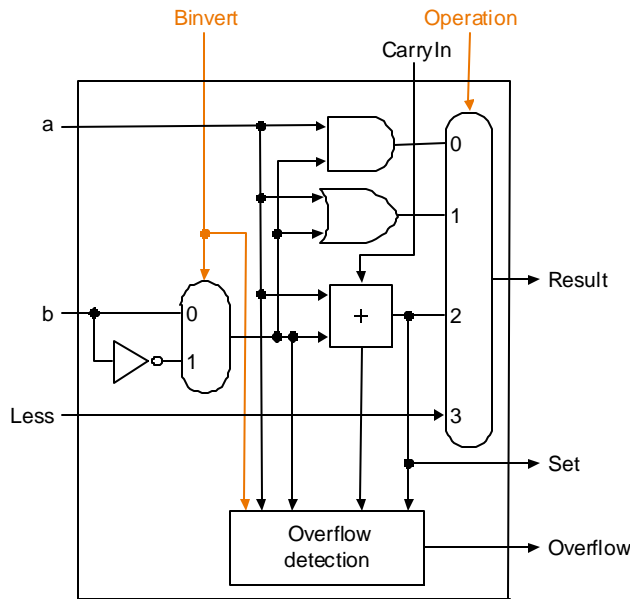 Binvert
Operation
CarryIn
a
0
1
b
0
+
2
Result
1
Less
3
Set
Overflow
detection
Overflow